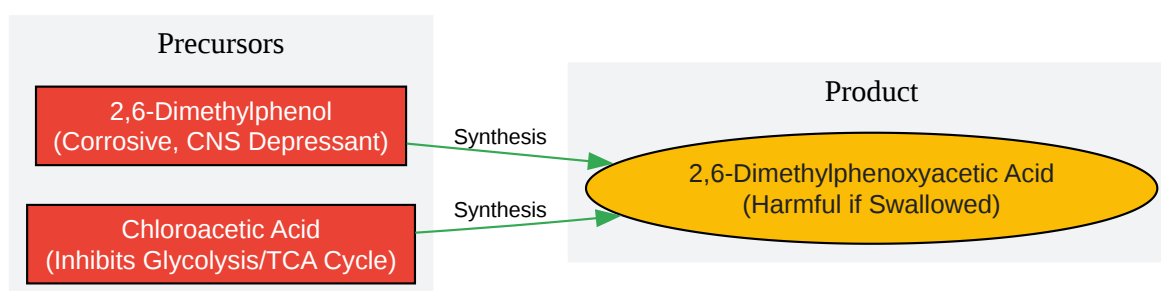 Precursors
2,6-Dimethylphenol
(Corrosive, CNS Depressant)
Chloroacetic Acid
(Inhibits Glycolysis/TCA Cycle)
Synthesis
Synthesis
Product
2,6-Dimethylphenoxyacetic Acid
(Harmful if Swallowed)